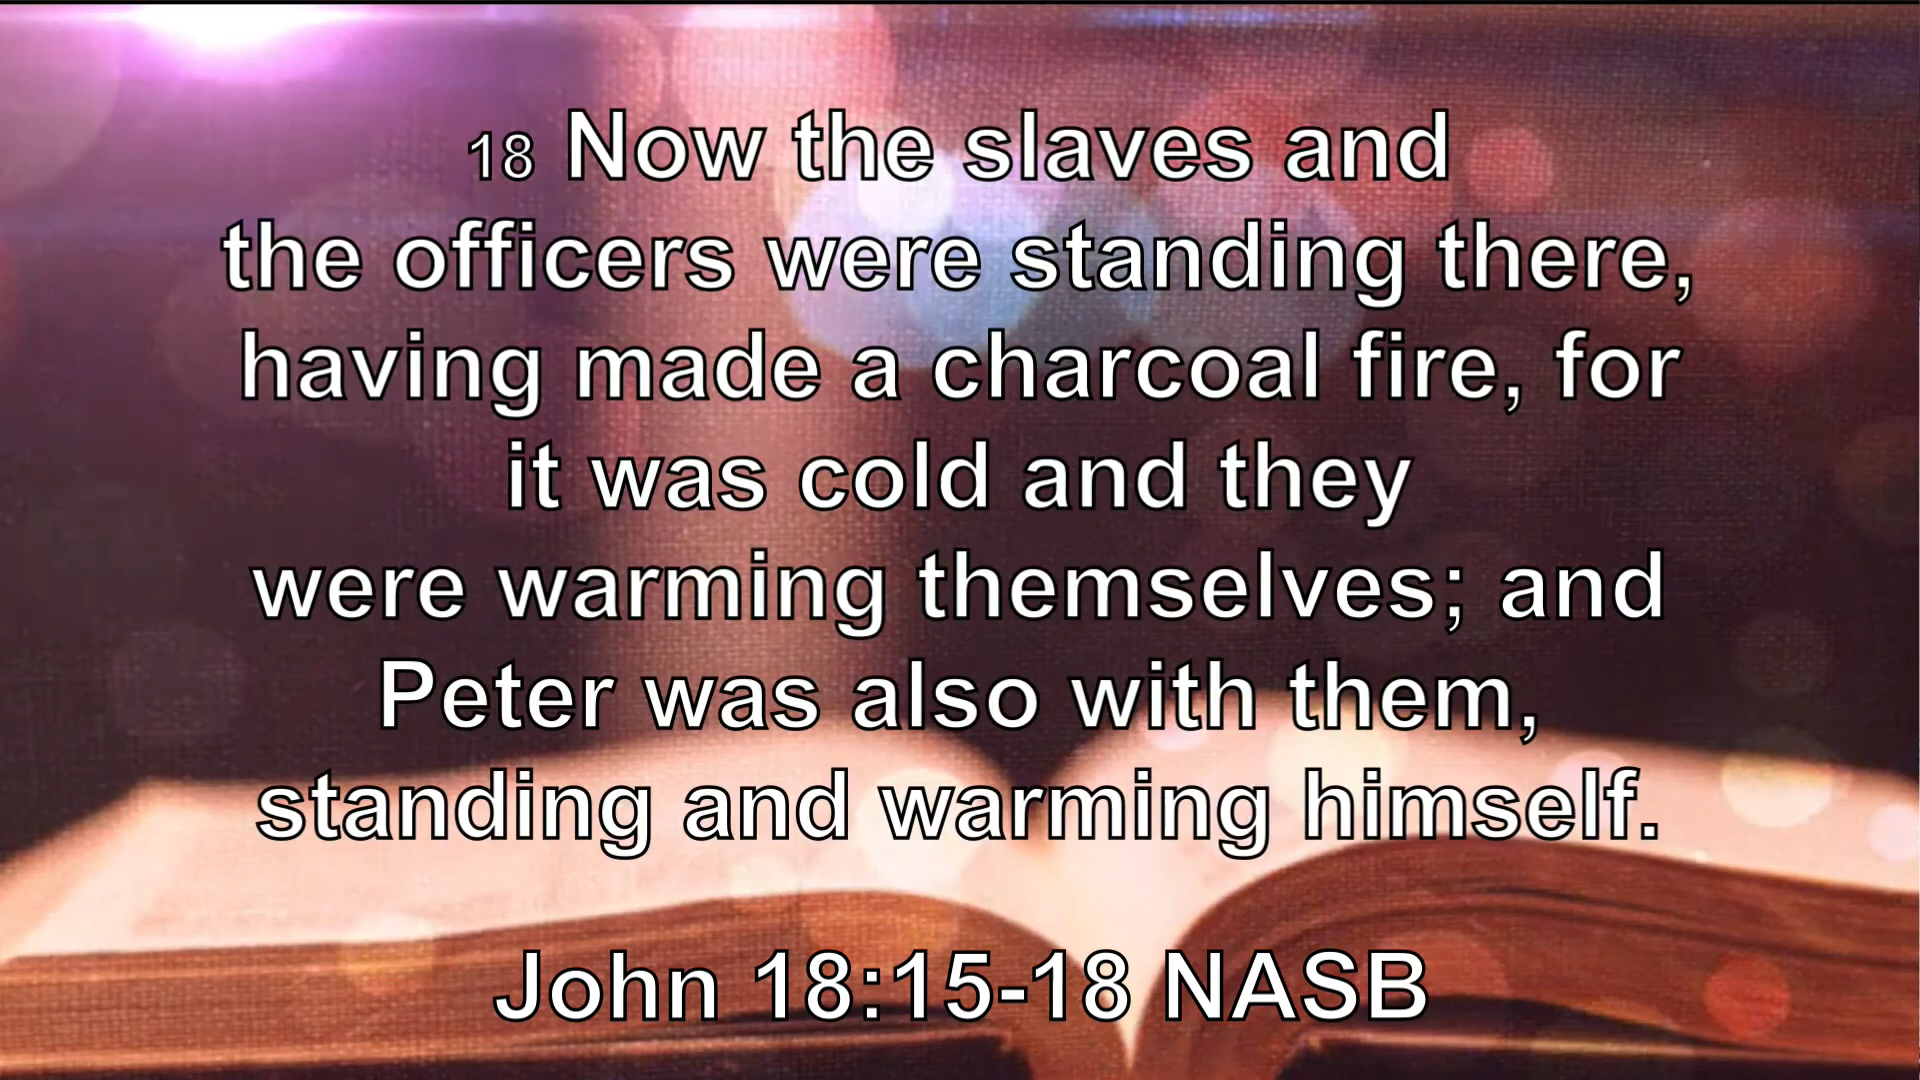 18 Now the slaves and
the officers were standing there,
having made a charcoal fire, for
it was cold and they
were warming themselves; and
Peter was also with them,
standing and warming himself.
John 18:15-18 NASB